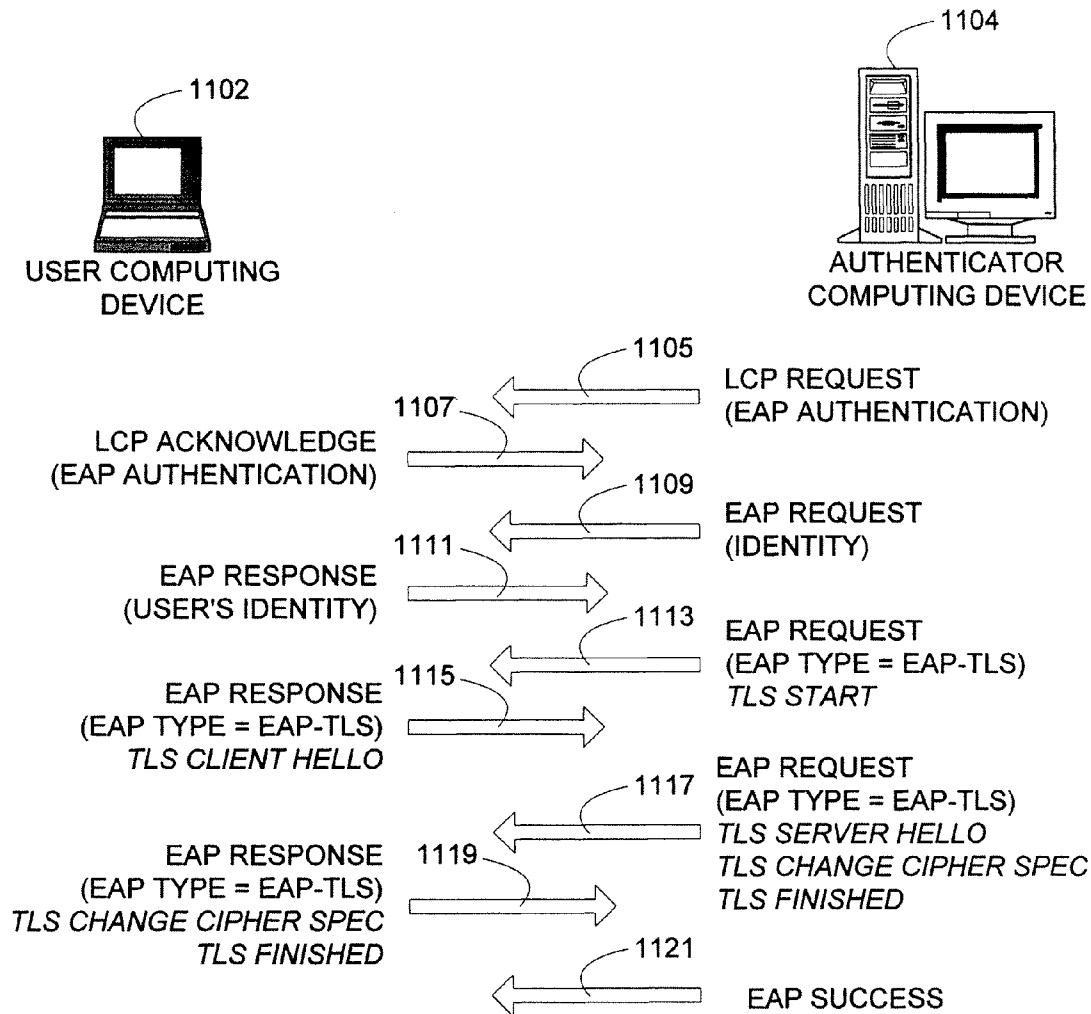 1104
1102
USER COMPUTING
DEVICE
AUTHENTICATOR
COMPUTING DEVICE
1105
LCP REQUEST
(EAP AUTHENTICATION)
1107
LCP ACKNOWLEDGE
(EAP AUTHENTICATION)
1109
EAP REQUEST
(IDENTITY)
1111
EAP RESPONSE
(USER'S IDENTITY)
1113
EAP REQUEST
(EAP TYPE = EAP-TLS)
TLS START
1115
EAP RESPONSE
(EAP TYPE = EAP-TLS)
TLS CLIENT HELLO
1117
EAP REQUEST
(EAP TYPE = EAP-TLS)
TLS SERVER HELLO
TLS CHANGE CIPHER SPEC
TLS FINISHED
1119
EAP RESPONSE
(EAP TYPE = EAP-TLS)
TLS CHANGE CIPHER SPEC
TLS FINISHED
1121
EAP SUCCESS